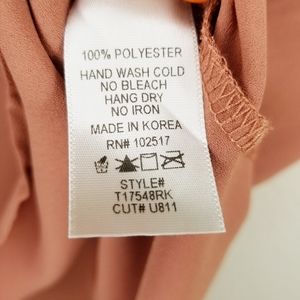 100% POLYESTER
HAND WASH COLD
NO BLEACH
HANG DRY
NO IRON
MADE IN KOREA
RN# 102517
STYLE#
T17548RK
CUT# U811